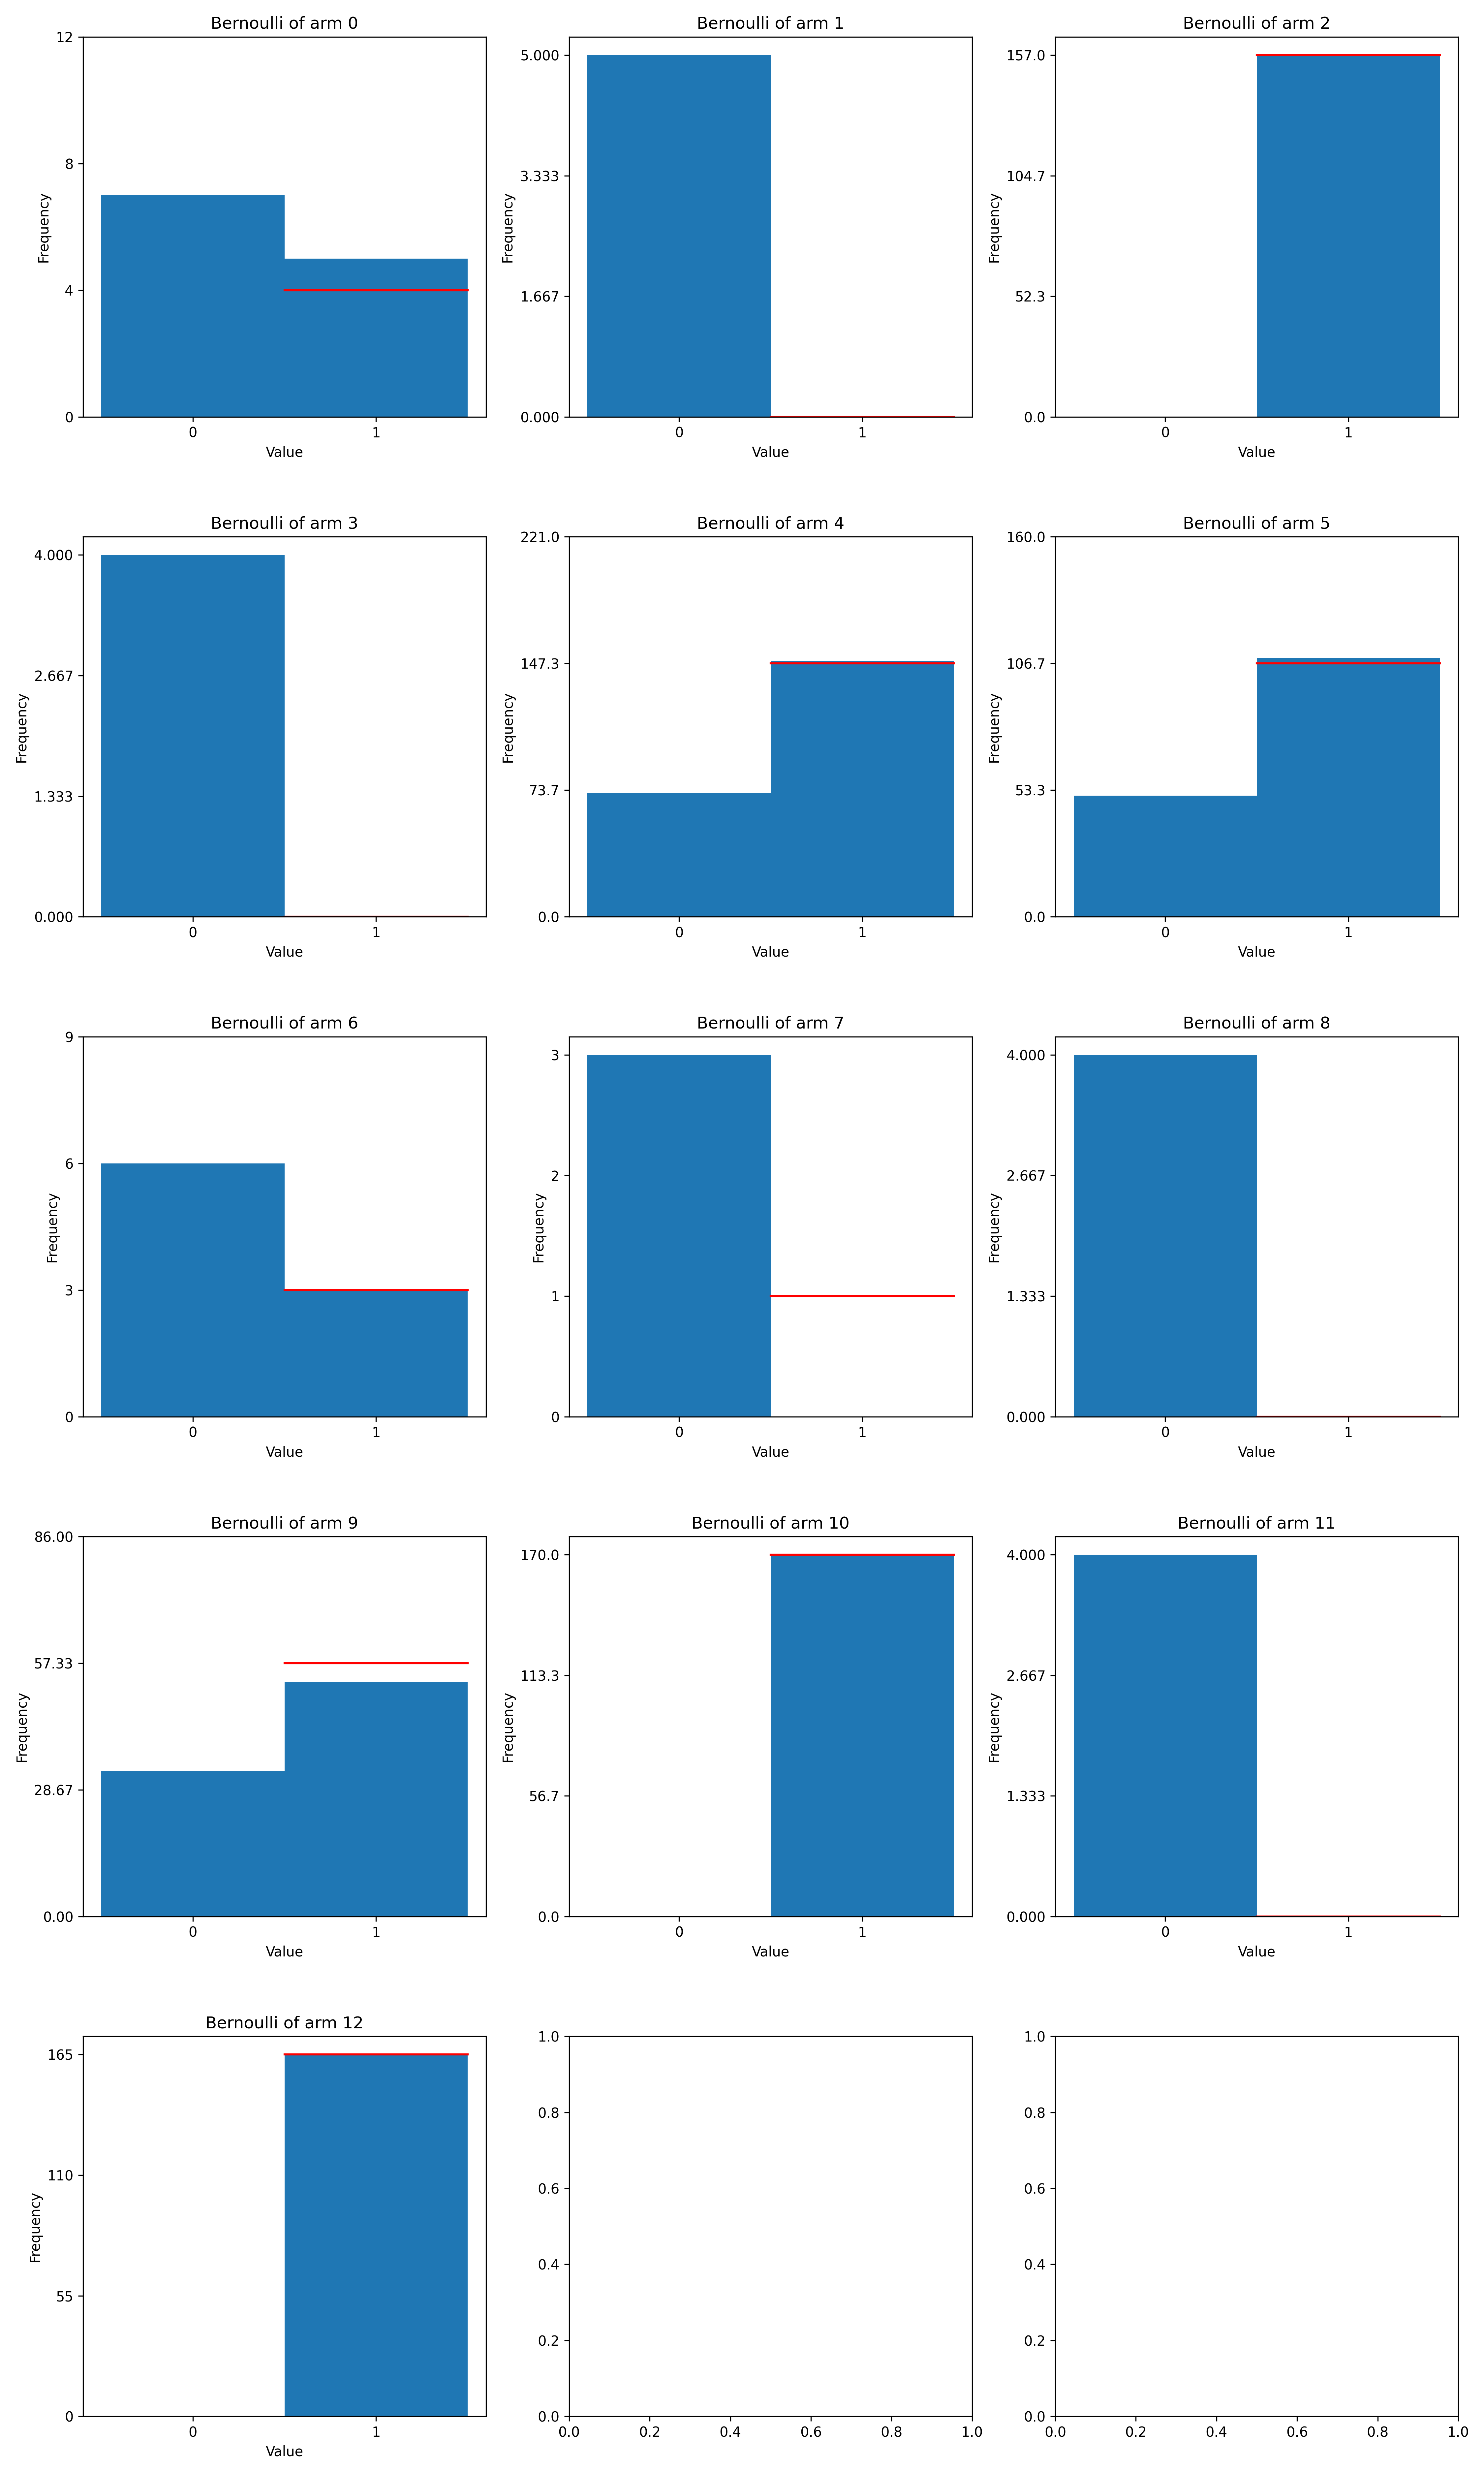 Bernoulli of arm 0
Bernoulli of arm 1
Bernoulli of arm 2
12
8
4
0
Frequency
0
1
Value
5.000
3.333
1.667
0.000
Frequency
0
1
Value
157.0
104.7
52.3
0.0
Frequency
0
1
Value
Bernoulli of arm 3
Bernoulli of arm 4
Bernoulli of arm 5
4.000
2.667
1.333
0.000
Frequency
0
1
Value
221.0
147.3
73.7
0.0
Frequency
0
1
Value
160.0
106.7
53.3
0.0
Frequency
0
1
Value
Bernoulli of arm 6
Bernoulli of arm 7
Bernoulli of arm 8
9
6
3
0
Frequency
0
1
Value
3
2
1
0
Frequency
0
1
Value
4.000
2.667
1.333
0.000
Frequency
0
1
Value
Bernoulli of arm 9
Bernoulli of arm 10
Bernoulli of arm 11
86.00
57.33
28.67
0.00
Frequency
0
1
Value
170.0
113.3
56.7
0.0
Frequency
0
1
Value
4.000
2.667
1.333
0.000
Frequency
0
1
Value
Bernoulli of arm 12
165
110
55
0
Frequency
0
1
Value
1.0
0.8
0.6
0.4
0.2
0.0
0.0 0.2 0.4 0.6 0.8 1.0
1.0
0.8
0.6
0.4
0.2
0.0
0.0 0.2 0.4 0.6 0.8 1.0